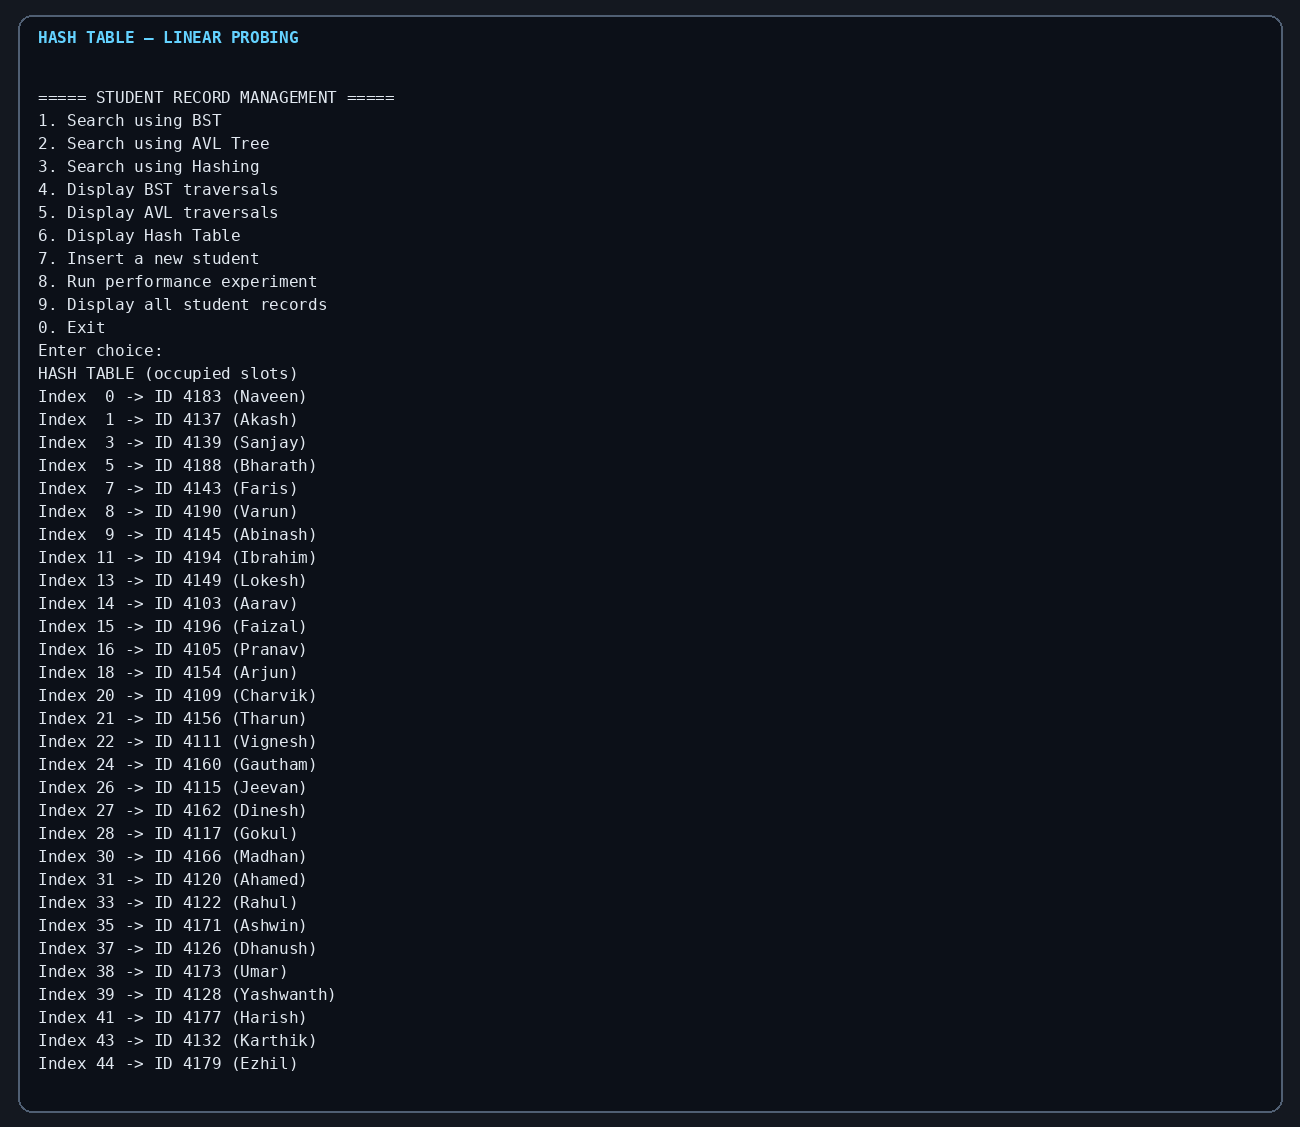 HASH TABLE — LINEAR PROBING
===== STUDENT RECORD MANAGEMENT =====
1. Search using BST
2. Search using AVL Tree
3. Search using Hashing
4. Display BST traversals
5. Display AVL traversals
6. Display Hash Table
7. Insert a new student
8. Run performance experiment
9. Display all student records
0. Exit
Enter choice:
HASH TABLE (occupied slots)
Index  0 -> ID 4183 (Naveen)
Index  1 -> ID 4137 (Akash)
Index  3 -> ID 4139 (Sanjay)
Index  5 -> ID 4188 (Bharath)
Index  7 -> ID 4143 (Faris)
Index  8 -> ID 4190 (Varun)
Index  9 -> ID 4145 (Abinash)
Index 11 -> ID 4194 (Ibrahim)
Index 13 -> ID 4149 (Lokesh)
Index 14 -> ID 4103 (Aarav)
Index 15 -> ID 4196 (Faizal)
Index 16 -> ID 4105 (Pranav)
Index 18 -> ID 4154 (Arjun)
Index 20 -> ID 4109 (Charvik)
Index 21 -> ID 4156 (Tharun)
Index 22 -> ID 4111 (Vignesh)
Index 24 -> ID 4160 (Gautham)
Index 26 -> ID 4115 (Jeevan)
Index 27 -> ID 4162 (Dinesh)
Index 28 -> ID 4117 (Gokul)
Index 30 -> ID 4166 (Madhan)
Index 31 -> ID 4120 (Ahamed)
Index 33 -> ID 4122 (Rahul)
Index 35 -> ID 4171 (Ashwin)
Index 37 -> ID 4126 (Dhanush)
Index 38 -> ID 4173 (Umar)
Index 39 -> ID 4128 (Yashwanth)
Index 41 -> ID 4177 (Harish)
Index 43 -> ID 4132 (Karthik)
Index 44 -> ID 4179 (Ezhil)